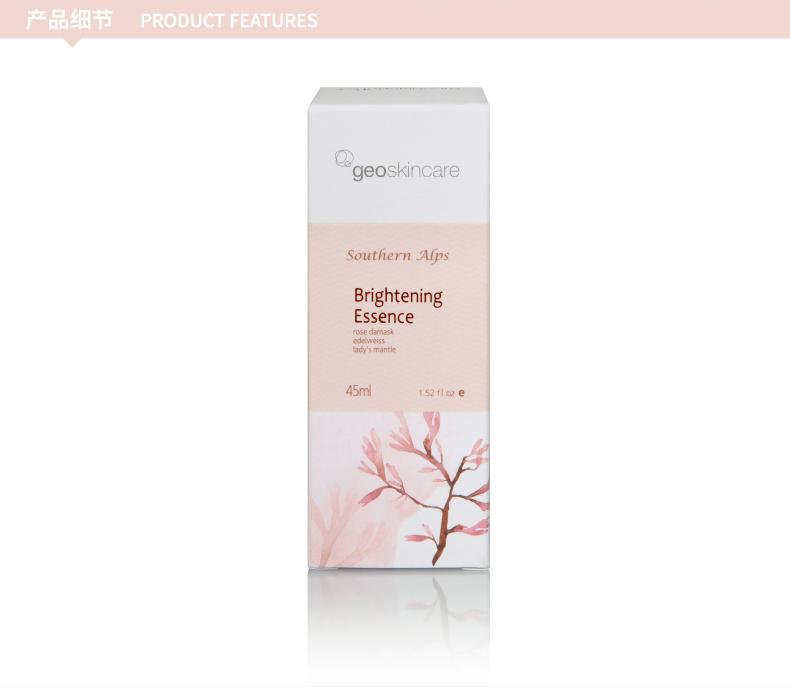 产品细节 PRODUCT FEATURES
geoskincare
Southern Alps
Brightening
Essence
rose damask
edelweiss
lady's mantle
45ml 1.52 fl oz e